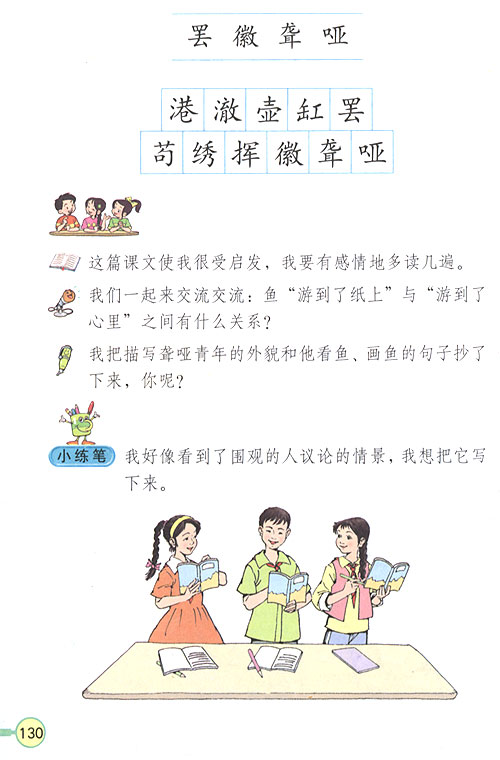 罢 徽 聋 哑
港 澈 壶 缸 罢
苟 绣 挥 徽 聋 哑
这篇课文使我很受启发，我要有感情地多读几遍。
我们一起来交流交流：鱼“游到了纸上”与“游到了
心里”之间有什么关系？
我把描写聋哑青年的外貌和他看鱼、画鱼的句子抄了
下来，你呢？
小练笔 我好像看到了围观的人议论的情景，我想把它写
下来。
130